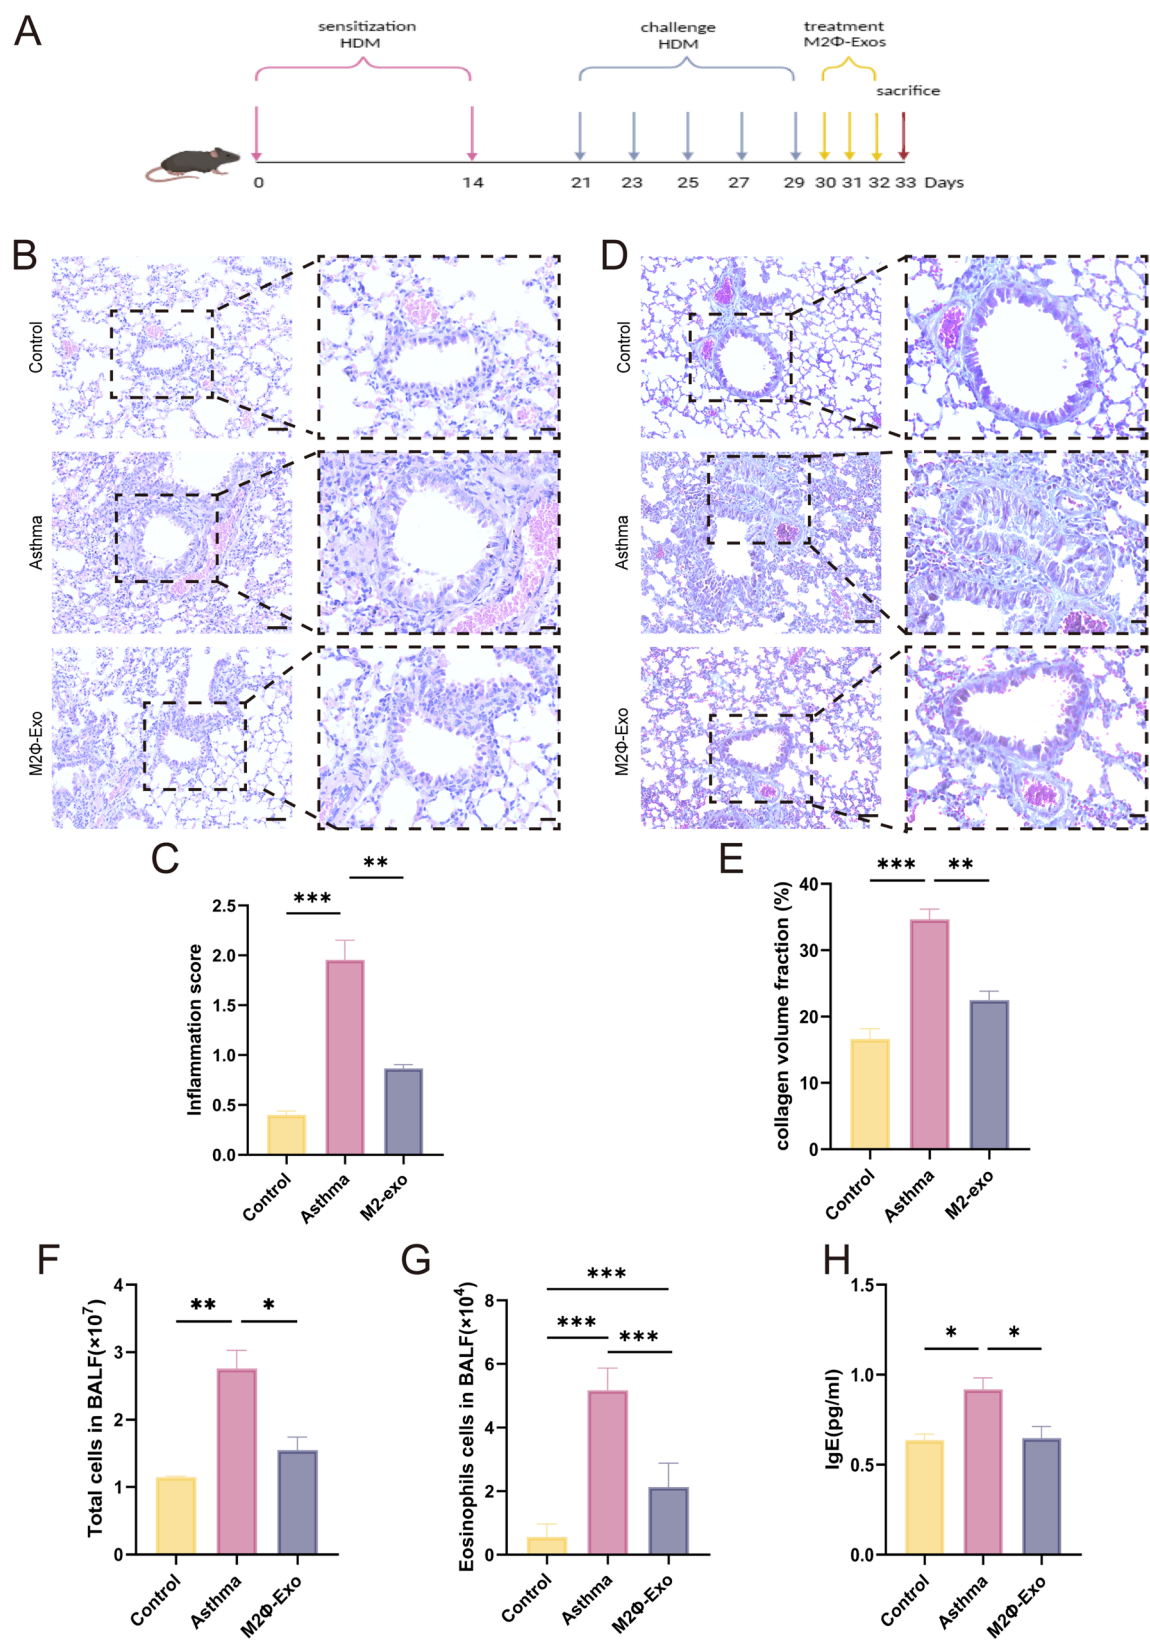 A
sensitization
HDM
challenge
HDM
treatment
M2Φ-Exos
sacrifice
0 14 21 23 25 27 29 30 31 32 33 Days
B
Control
Asthma
M2Φ-Exo
D
Control
Asthma
M2Φ-Exo
C
Inflammation score
2.5
2.0
1.5
1.0
0.5
0.0
***
**
Control
Asthma
M2-exo
E
collagen volume fraction (%)
40
30
20
10
0
***
**
Control
Asthma
M2-exo
F
Total cells in BALF(×10⁷)
4
3
2
1
0
**
*
Control
Asthma
M2Φ-Exo
G
Eosinophils cells in BALF(×10⁴)
8
6
4
2
0
***
***
***
Control
Asthma
M2Φ-Exo
H
IgE(pg/ml)
1.5
1.0
0.5
0.0
*
*
Control
Asthma
M2Φ-Exo